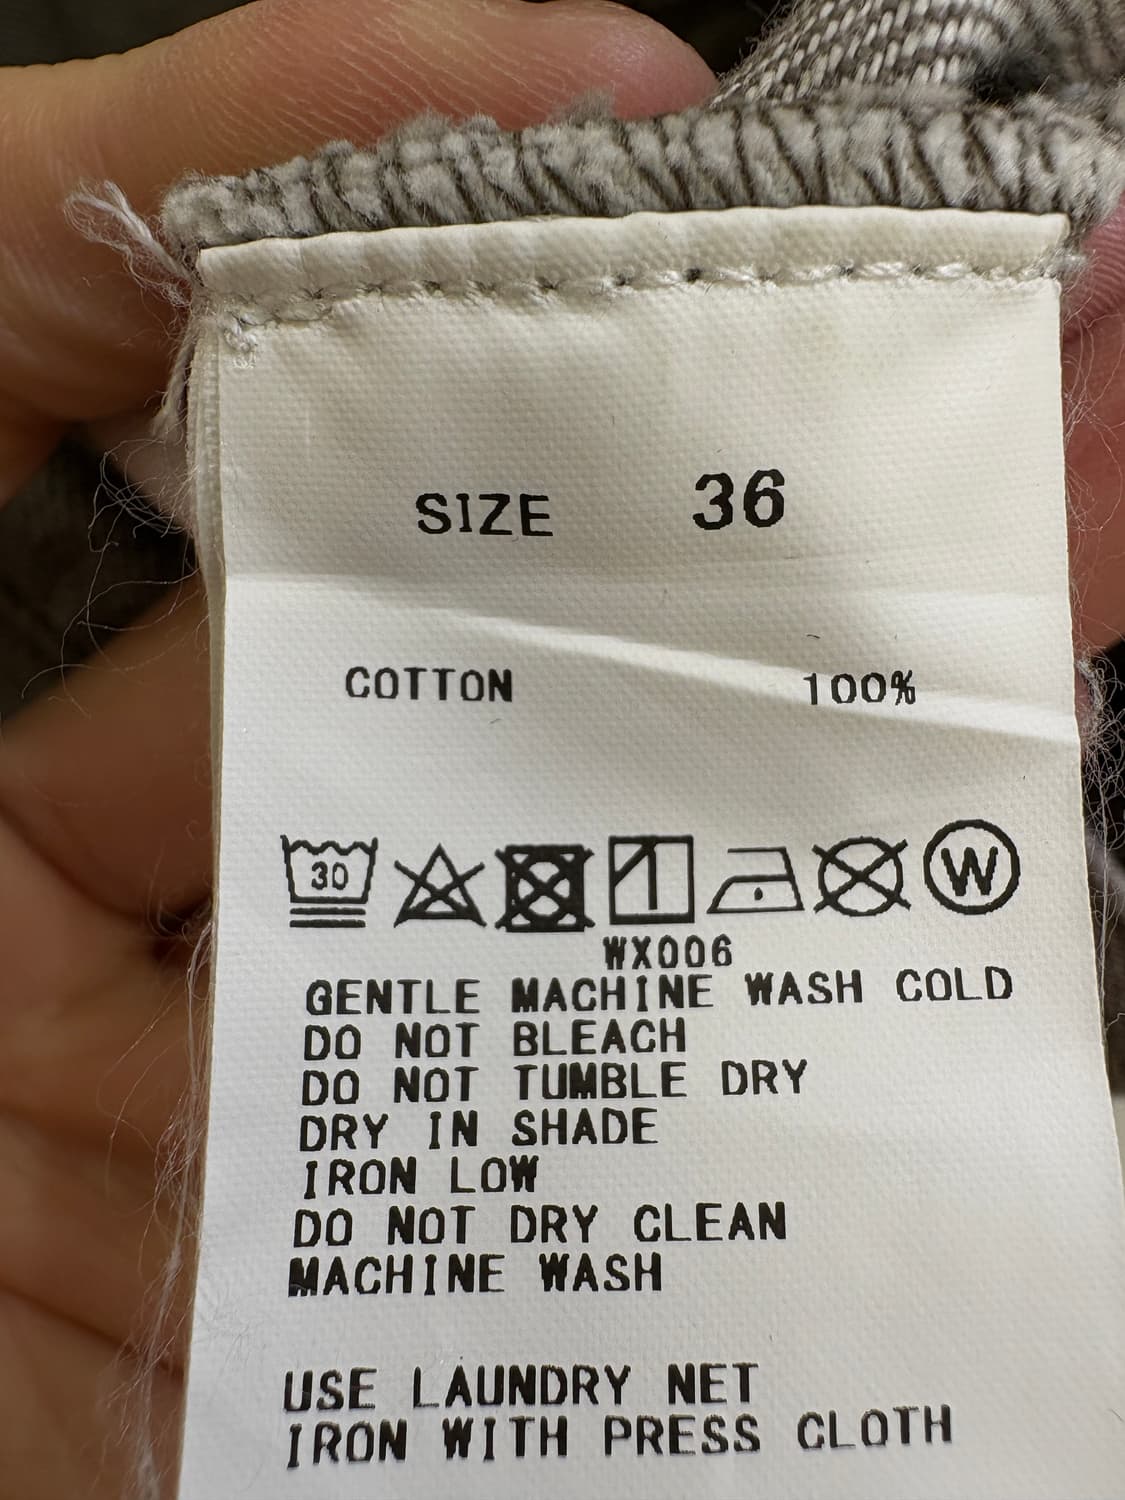 SIZE 36
COTTON 100%
30 W
WX006
GENTLE MACHINE WASH COLD
DO NOT BLEACH
DO NOT TUMBLE DRY
DRY IN SHADE
IRON LOW
DO NOT DRY CLEAN
MACHINE WASH
USE LAUNDRY NET
IRON WITH PRESS CLOTH